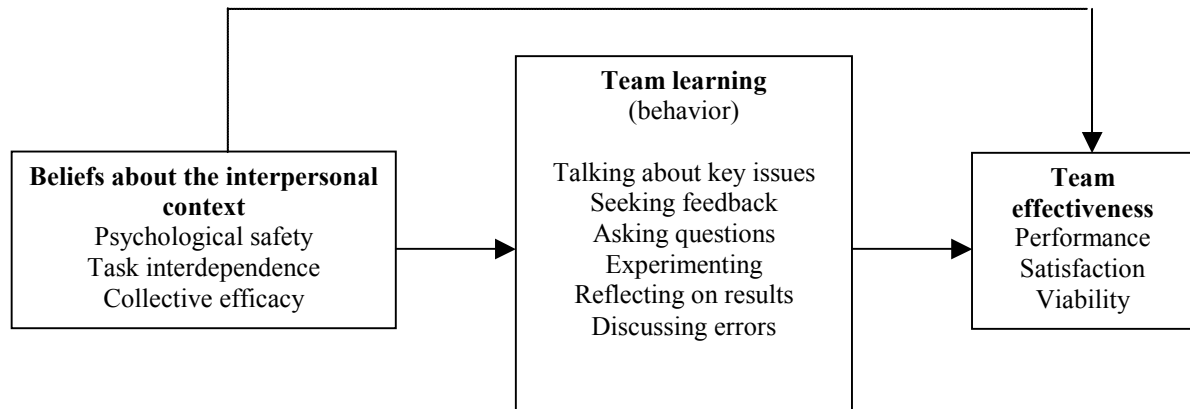 Beliefs about the interpersonal
context
Psychological safety
Task interdependence
Collective efficacy
Team learning
(behavior)
Talking about key issues
Seeking feedback
Asking questions
Experimenting
Reflecting on results
Discussing errors
Team
effectiveness
Performance
Satisfaction
Viability